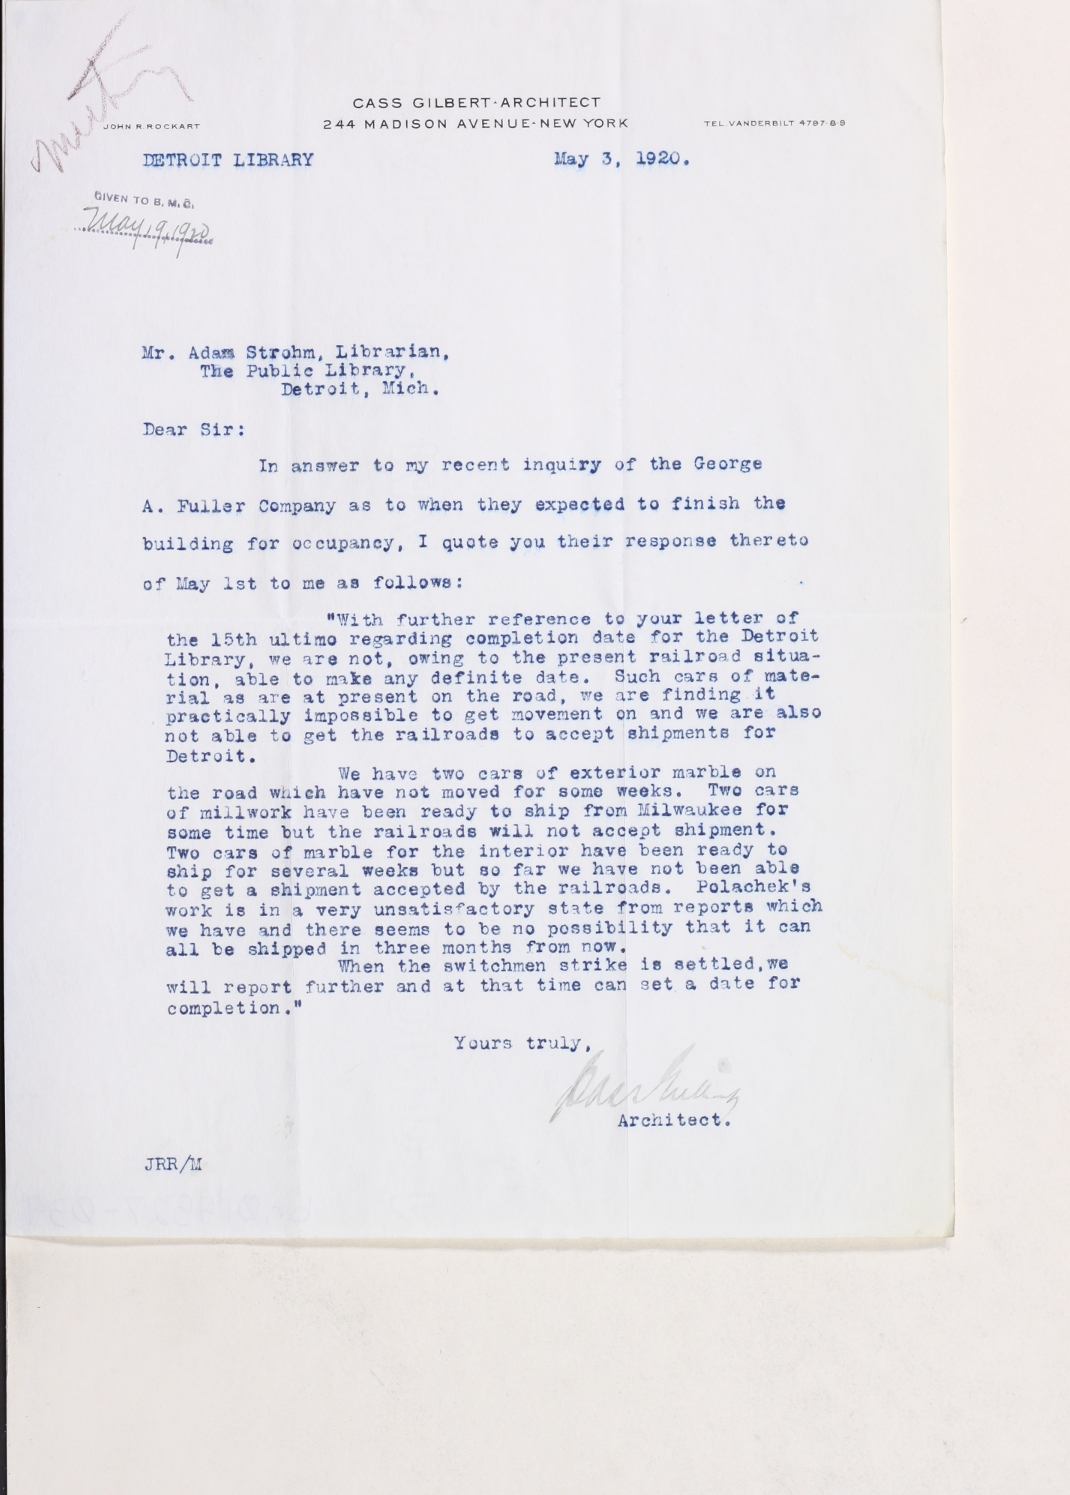 Meeting
CASS GILBERT·ARCHITECT
JOHN R. ROCKART
244 MADISON AVENUE-NEW YORK
TEL VANDERBILT 4797-8-9
DETROIT LIBRARY
May 3, 1920.
GIVEN TO B. M. C.
May, 9, 1920
Mr. Adam Strohm, Librarian,
The Public Library,
Detroit, Mich.
Dear Sir:
In answer to my recent inquiry of the George
A. Fuller Company as to when they expected to finish the
building for occupancy, I quote you their response thereto
of May 1st to me as follows:
"With further reference to your letter of
the 15th ultimo regarding completion date for the Detroit
Library, we are not, owing to the present railroad situa-
tion, able to make any definite date.  Such cars of mate-
rial as are at present on the road, we are finding it
practically impossible to get movement on and we are also
not able to get the railroads to accept shipments for
Detroit.
We have two cars of exterior marble on
the road which have not moved for some weeks.  Two cars
of millwork have been ready to ship from Milwaukee for
some time but the railroads will not accept shipment.
Two cars of marble for the interior have been ready to
ship for several weeks but so far we have not been able
to get a shipment accepted by the railroads.  Polachek's
work is in a very unsatisfactory state from reports which
we have and there seems to be no possibility that it can
all be shipped in three months from now.
When the switchmen strike is settled,we
will report further and at that time can set a date for
completion."
Yours truly,
Cass Gilbert
Architect.
JRR/M